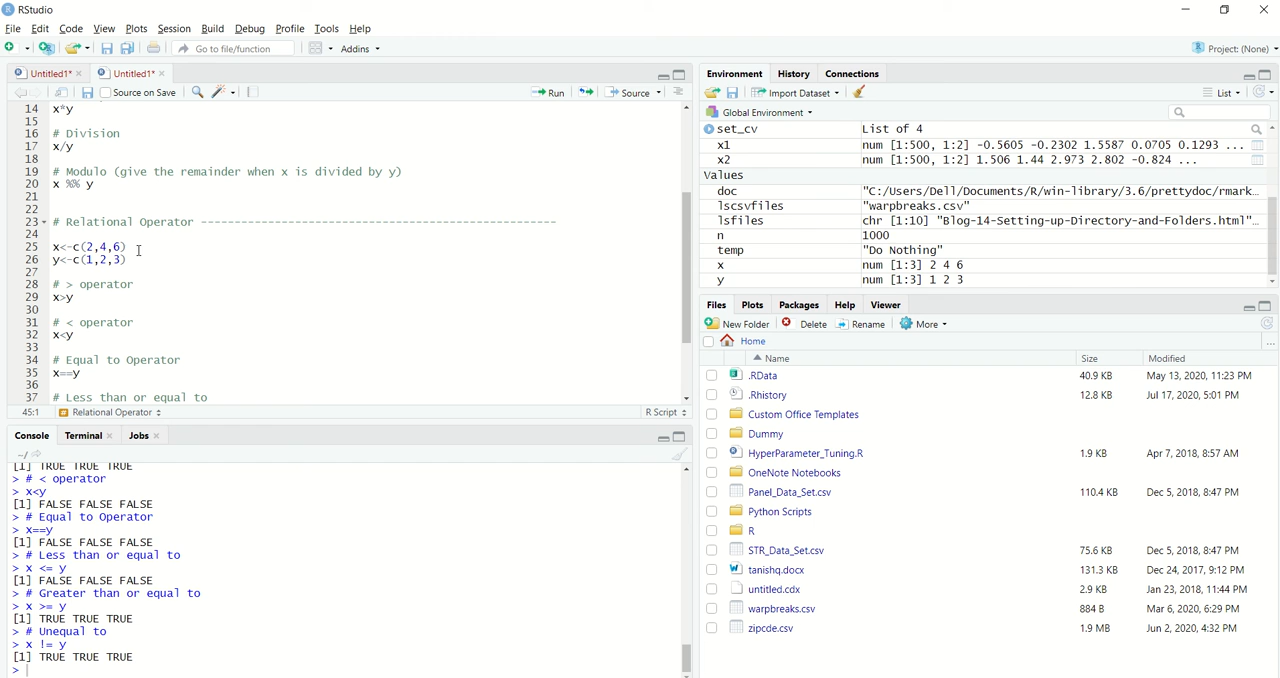 RStudio
File Edit Code View Plots Session Build Debug Profile Tools Help
Go to file/function Addins Project: (None)
Untitled1* Untitled1*
Source on Save Run Source
14 x*y
15
16 # Division
17 x/y
18
19 # Modulo (give the remainder when x is divided by y)
20 x %% y
21
22
23 # Relational Operator ------------------------------------------------------
24
25 x<-c(2,4,6)
26 y<-c(1,2,3)
27
28 # > operator
29 x>y
30
31 # < operator
32 x<y
33
34 # Equal to Operator
35 x==y
36
37 # Less than or equal to
45:1 Relational Operator R Script
Console Terminal Jobs
~/
[1] TRUE TRUE TRUE
> # < operator
> x<y
[1] FALSE FALSE FALSE
> # Equal to Operator
> x==y
[1] FALSE FALSE FALSE
> # Less than or equal to
> x <= y
[1] FALSE FALSE FALSE
> # Greater than or equal to
> x >= y
[1] TRUE TRUE TRUE
> # Unequal to
> x != y
[1] TRUE TRUE TRUE
>
Environment History Connections
Import Dataset List
Global Environment
set_cv List of 4
x1 num [1:500, 1:2] -0.5605 -0.2302 1.5587 0.0705 0.1293 ...
x2 num [1:500, 1:2] 1.506 1.44 2.973 2.802 -0.824 ...
Values
doc "C:/Users/Dell/Documents/R/win-library/3.6/prettydoc/rmark…
lscsvfiles "warpbreaks.csv"
lsfiles chr [1:10] "Blog-14-Setting-up-Directory-and-Folders.html"…
n 1000
temp "Do Nothing"
x num [1:3] 2 4 6
y num [1:3] 1 2 3
Files Plots Packages Help Viewer
New Folder Delete Rename More
Home ...
Name Size Modified
.RData 40.9 KB May 13, 2020, 11:23 PM
.Rhistory 12.8 KB Jul 17, 2020, 5:01 PM
Custom Office Templates
Dummy
HyperParameter_Tuning.R 1.9 KB Apr 7, 2018, 8:57 AM
OneNote Notebooks
Panel_Data_Set.csv 110.4 KB Dec 5, 2018, 8:47 PM
Python Scripts
R
STR_Data_Set.csv 75.6 KB Dec 5, 2018, 8:47 PM
tanishq.docx 131.3 KB Dec 24, 2017, 9:12 PM
untitled.cdx 2.9 KB Jan 23, 2018, 11:44 PM
warpbreaks.csv 884 B Mar 6, 2020, 6:29 PM
zipcde.csv 1.9 MB Jun 2, 2020, 4:32 PM